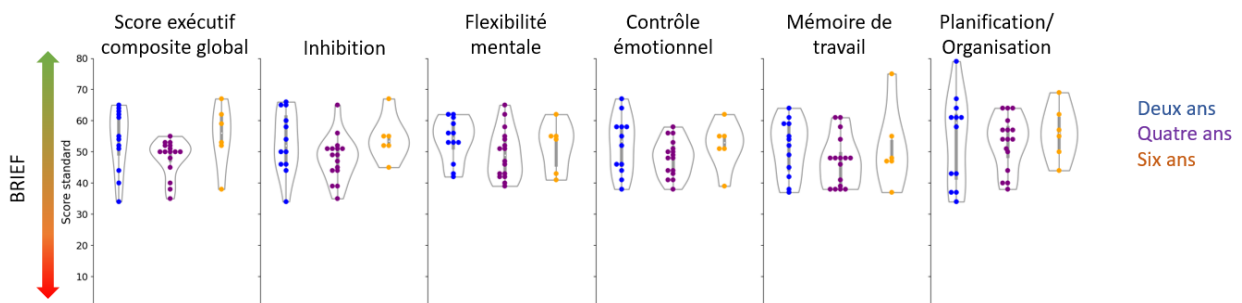 Score exécutif
composite global
Inhibition
Flexibilité
mentale
Contrôle
émotionnel
Mémoire de
travail
Planification/
Organisation
BRIEF
Score standard
80
70
60
50
40
30
20
10
Deux ans
Quatre ans
Six ans